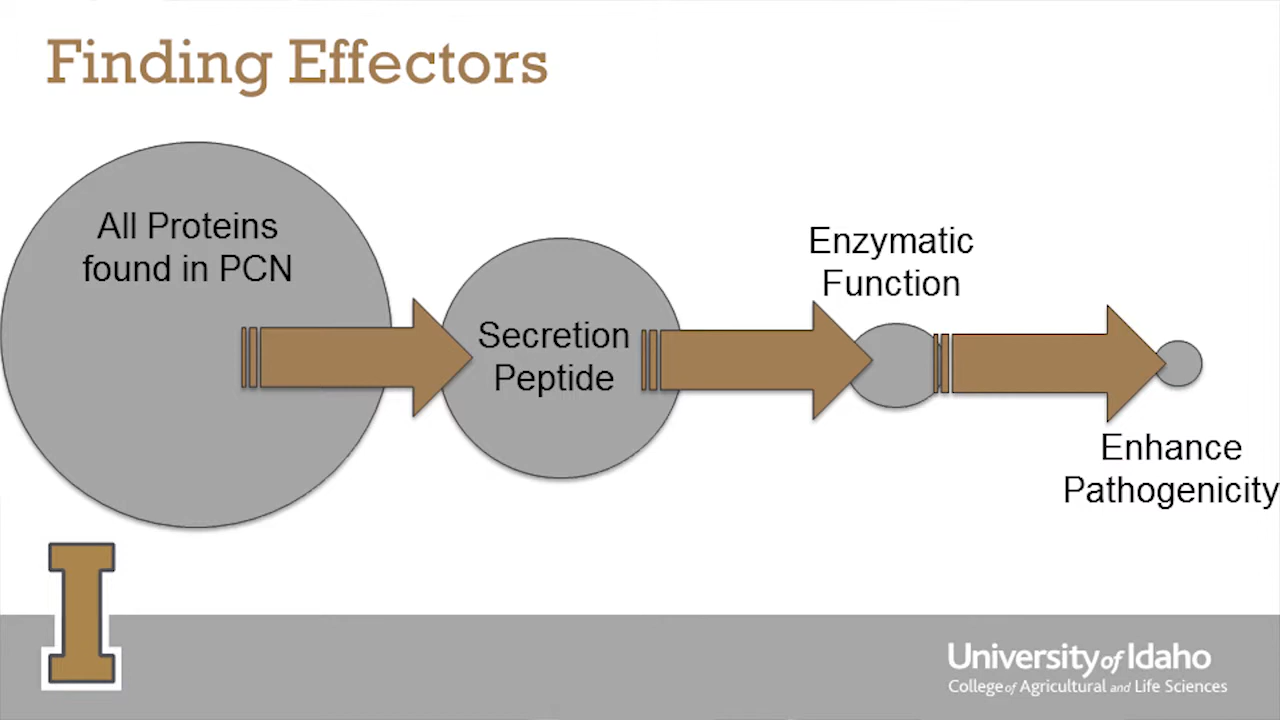 Finding Effectors
All Proteins
found in PCN
Secretion
Peptide
Enzymatic
Function
Enhance
Pathogenicity
I
University of Idaho
College of Agricultural and Life Sciences